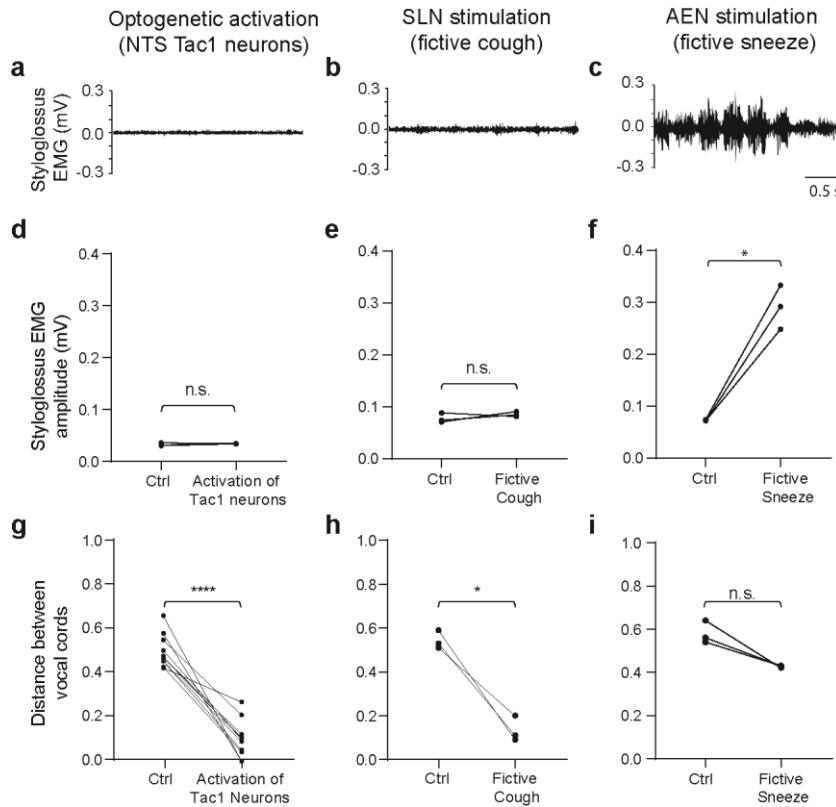 Optogenetic activation
(NTS Tac1 neurons)
SLN stimulation
(fictive cough)
AEN stimulation
(fictive sneeze)
a
b
c
Styloglossus
EMG (mV)
0.3
0.0
-0.3
0.3
0.0
-0.3
0.3
0.0
-0.3
0.5 s
d
e
f
Styloglossus EMG
amplitude (mV)
0.4
0.3
0.2
0.1
0.0
n.s.
Ctrl
Activation of
Tac1 neurons
0.4
0.3
0.2
0.1
0.0
n.s.
Ctrl
Fictive
Cough
0.4
0.3
0.2
0.1
0.0
*
Ctrl
Fictive
Sneeze
g
h
i
Distance between
vocal cords
1.0
0.8
0.6
0.4
0.2
0.0
****
Ctrl
Activation of
Tac1 Neurons
1.0
0.8
0.6
0.4
0.2
0.0
*
Ctrl
Fictive
Cough
1.0
0.8
0.6
0.4
0.2
0.0
n.s.
Ctrl
Fictive
Sneeze